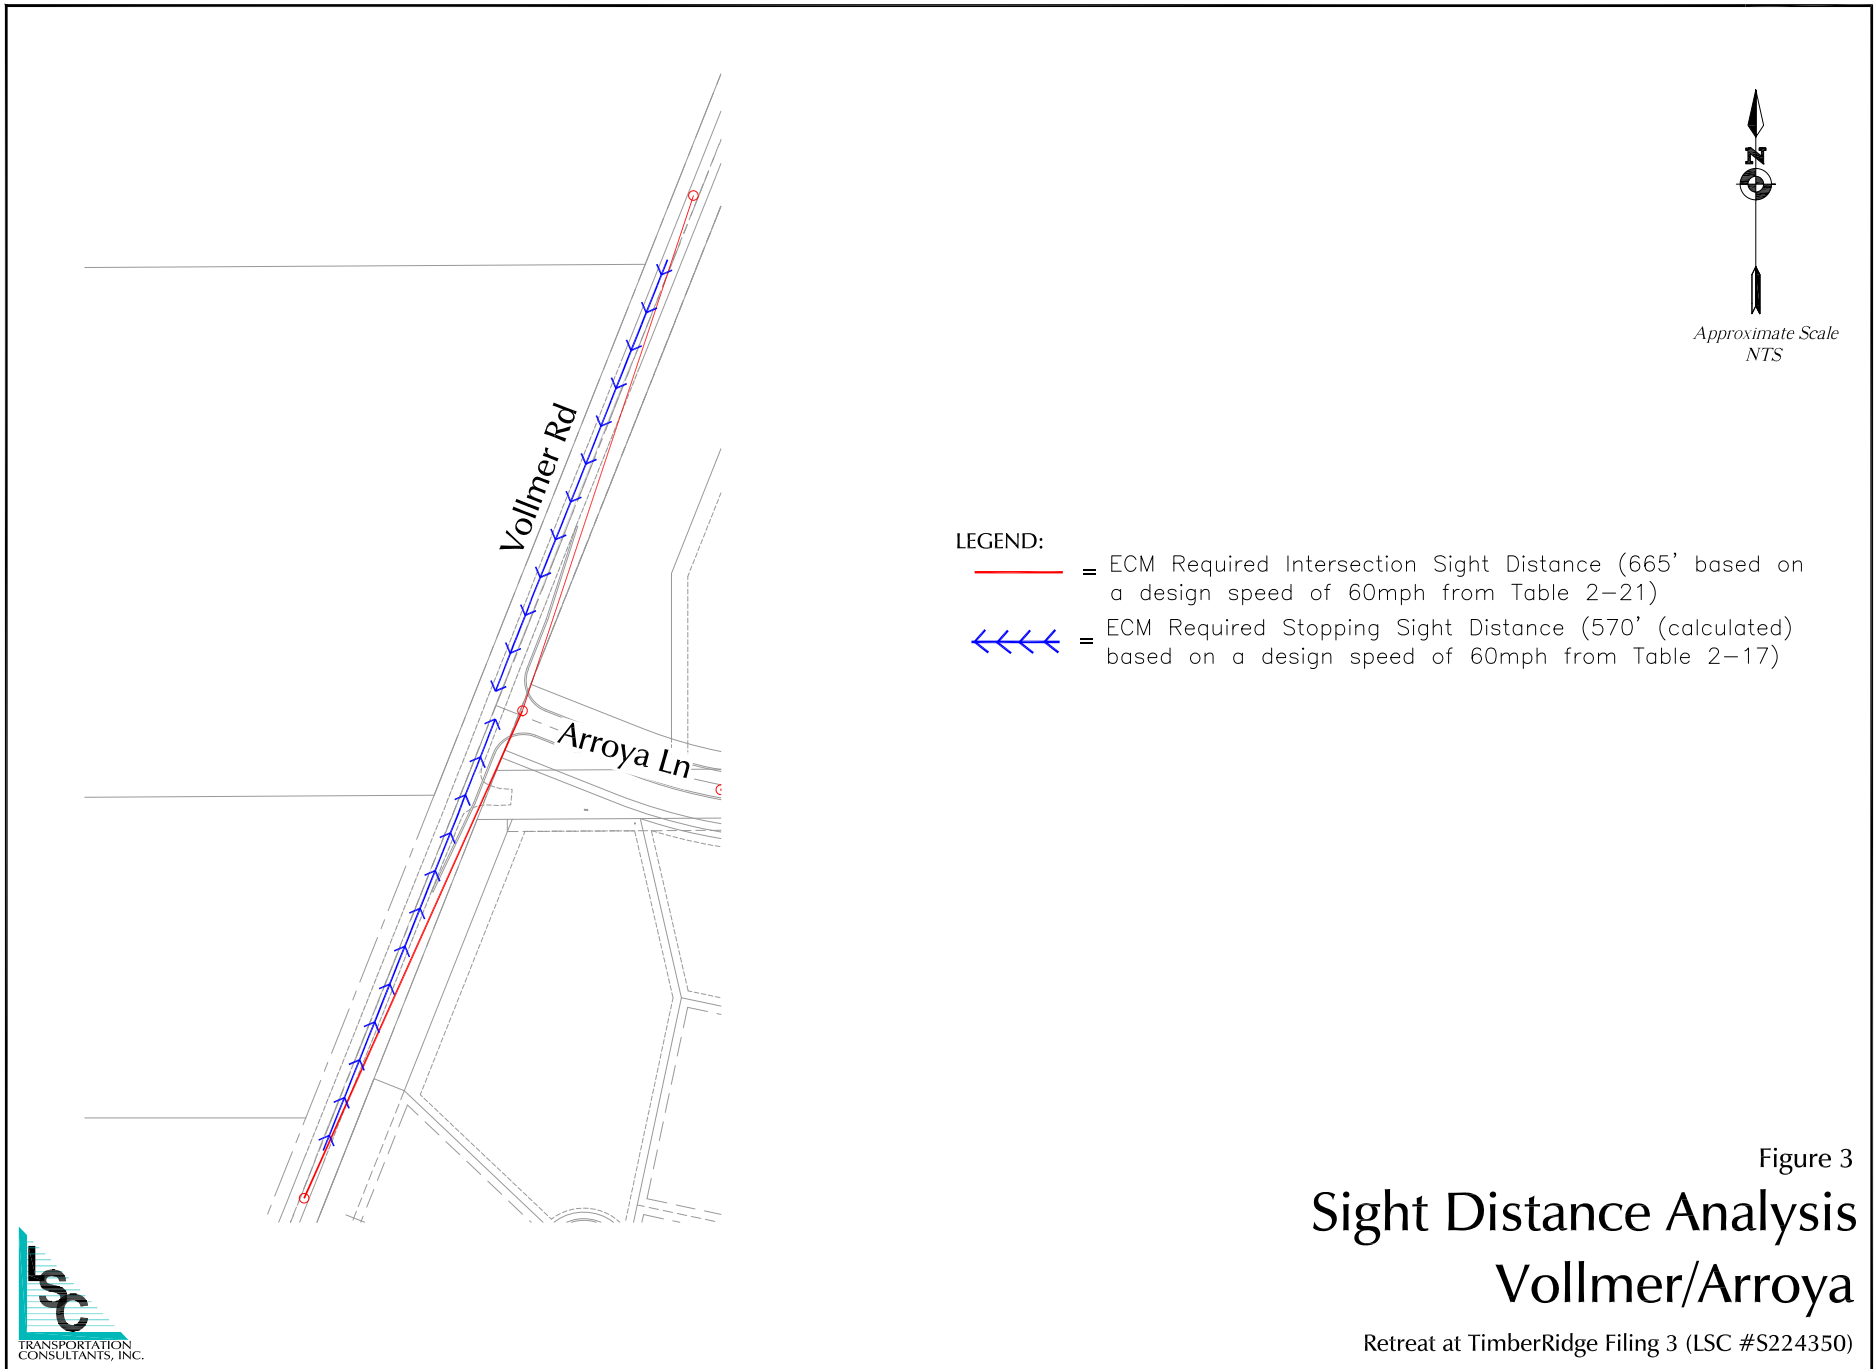 N
Approximate Scale
NTS
Vollmer Rd
LEGEND:
= ECM Required Intersection Sight Distance (665' based on
a design speed of 60mph from Table 2-21)
= ECM Required Stopping Sight Distance (570' (calculated)
based on a design speed of 60mph from Table 2-17)
Arroya Ln
Figure 3
Sight Distance Analysis
Vollmer/Arroya
Retreat at TimberRidge Filing 3 (LSC #S224350)
LSC
TRANSPORTATION
CONSULTANTS, INC.